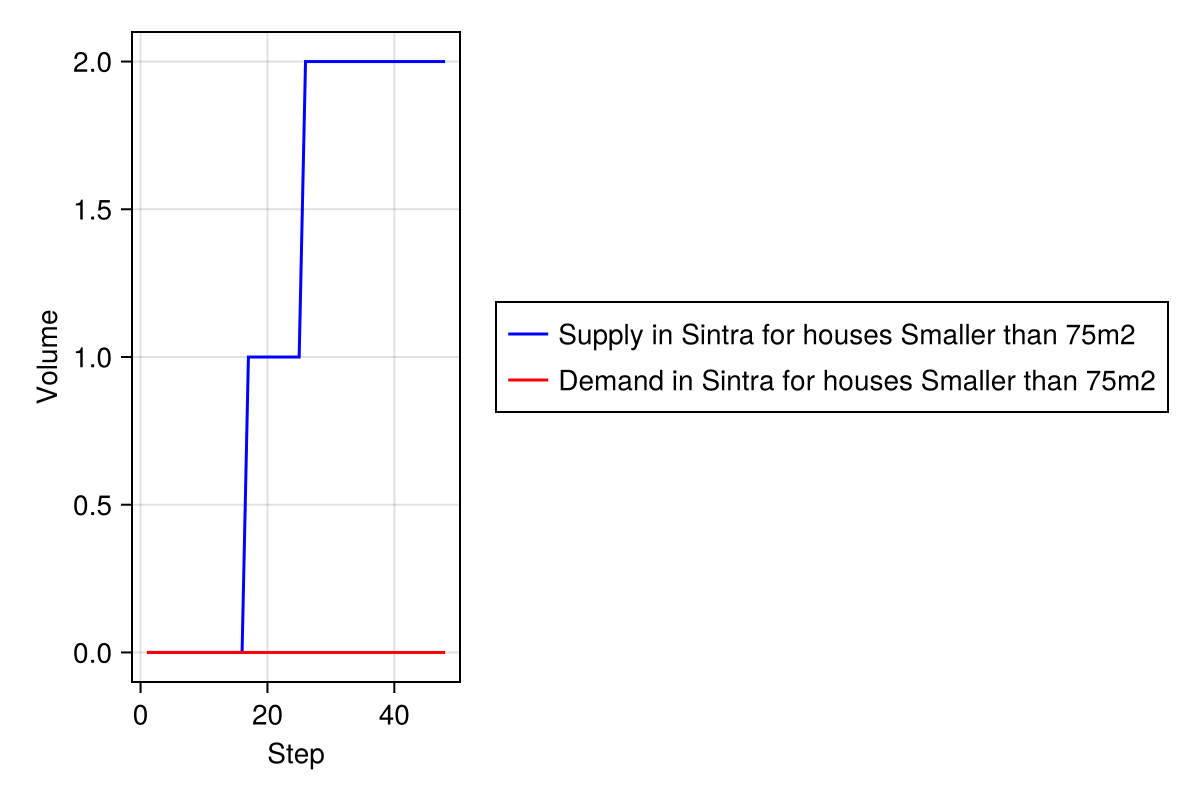 2.0
1.5
1.0
0.5
0.0
Volume
0 20 40
Step
Supply in Sintra for houses Smaller than 75m2
Demand in Sintra for houses Smaller than 75m2